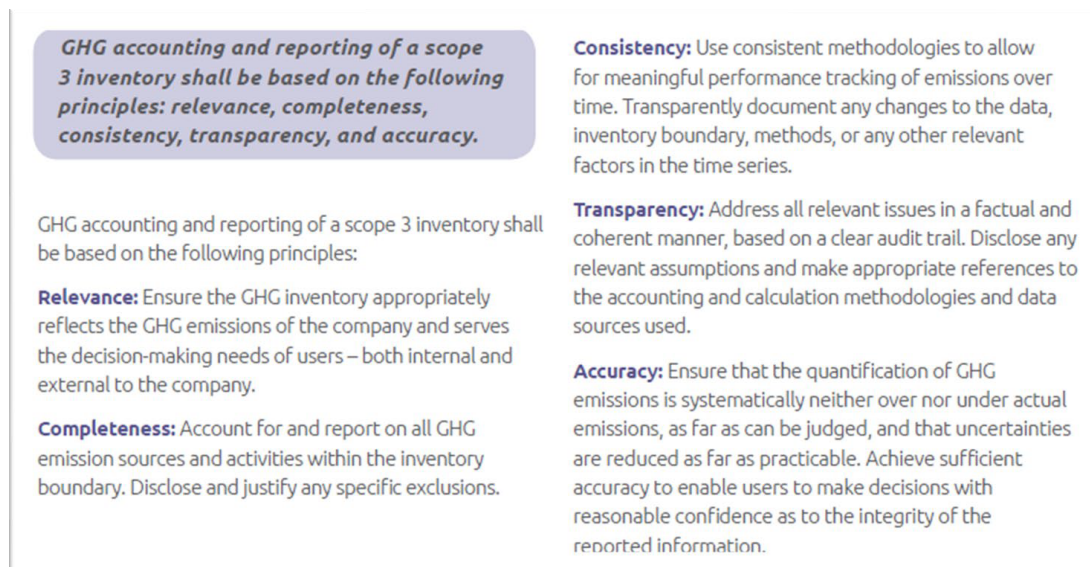 GHG accounting and reporting of a scope
3 inventory shall be based on the following
principles: relevance, completeness,
consistency, transparency, and accuracy.
GHG accounting and reporting of a scope 3 inventory shall
be based on the following principles:
Relevance: Ensure the GHG inventory appropriately
reflects the GHG emissions of the company and serves
the decision-making needs of users – both internal and
external to the company.
Completeness: Account for and report on all GHG
emission sources and activities within the inventory
boundary. Disclose and justify any specific exclusions.
Consistency: Use consistent methodologies to allow
for meaningful performance tracking of emissions over
time. Transparently document any changes to the data,
inventory boundary, methods, or any other relevant
factors in the time series.
Transparency: Address all relevant issues in a factual and
coherent manner, based on a clear audit trail. Disclose any
relevant assumptions and make appropriate references to
the accounting and calculation methodologies and data
sources used.
Accuracy: Ensure that the quantification of GHG
emissions is systematically neither over nor under actual
emissions, as far as can be judged, and that uncertainties
are reduced as far as practicable. Achieve sufficient
accuracy to enable users to make decisions with
reasonable confidence as to the integrity of the
reported information.